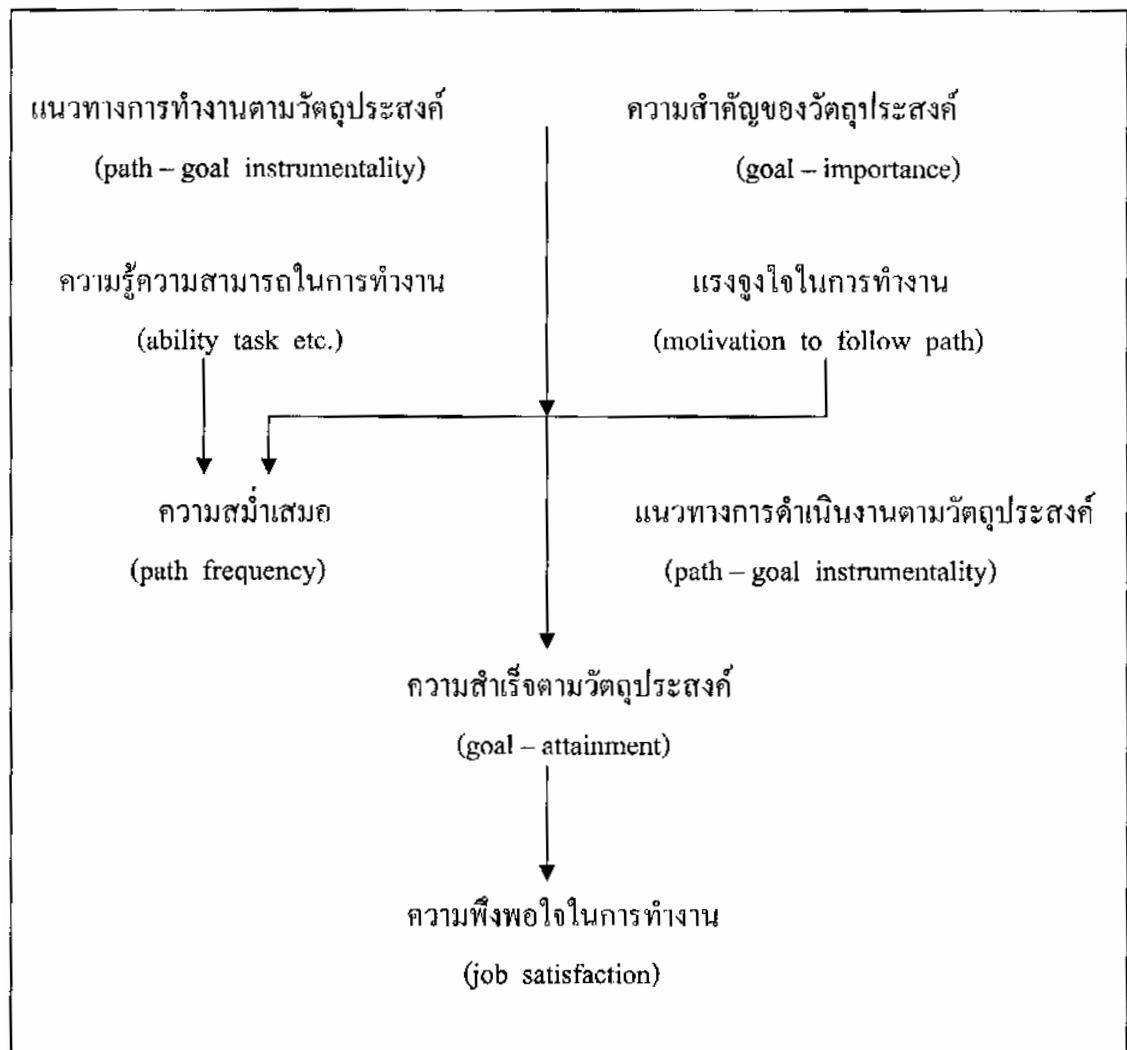 แนวทางการทำงานตามวัตถุประสงค์ ความสำคัญของวัตถุประสงค์
(path – goal instrumentality) (goal – importance)
ความรู้ความสามารถในการทำงาน แรงจูงใจในการทำงาน
(ability task etc.) (motivation to follow path)
ความสม่ำเสมอ แนวทางการดำเนินงานตามวัตถุประสงค์
(path frequency) (path – goal instrumentality)
ความสำเร็จตามวัตถุประสงค์
(goal – attainment)
ความพึงพอใจในการทำงาน
(job satisfaction)